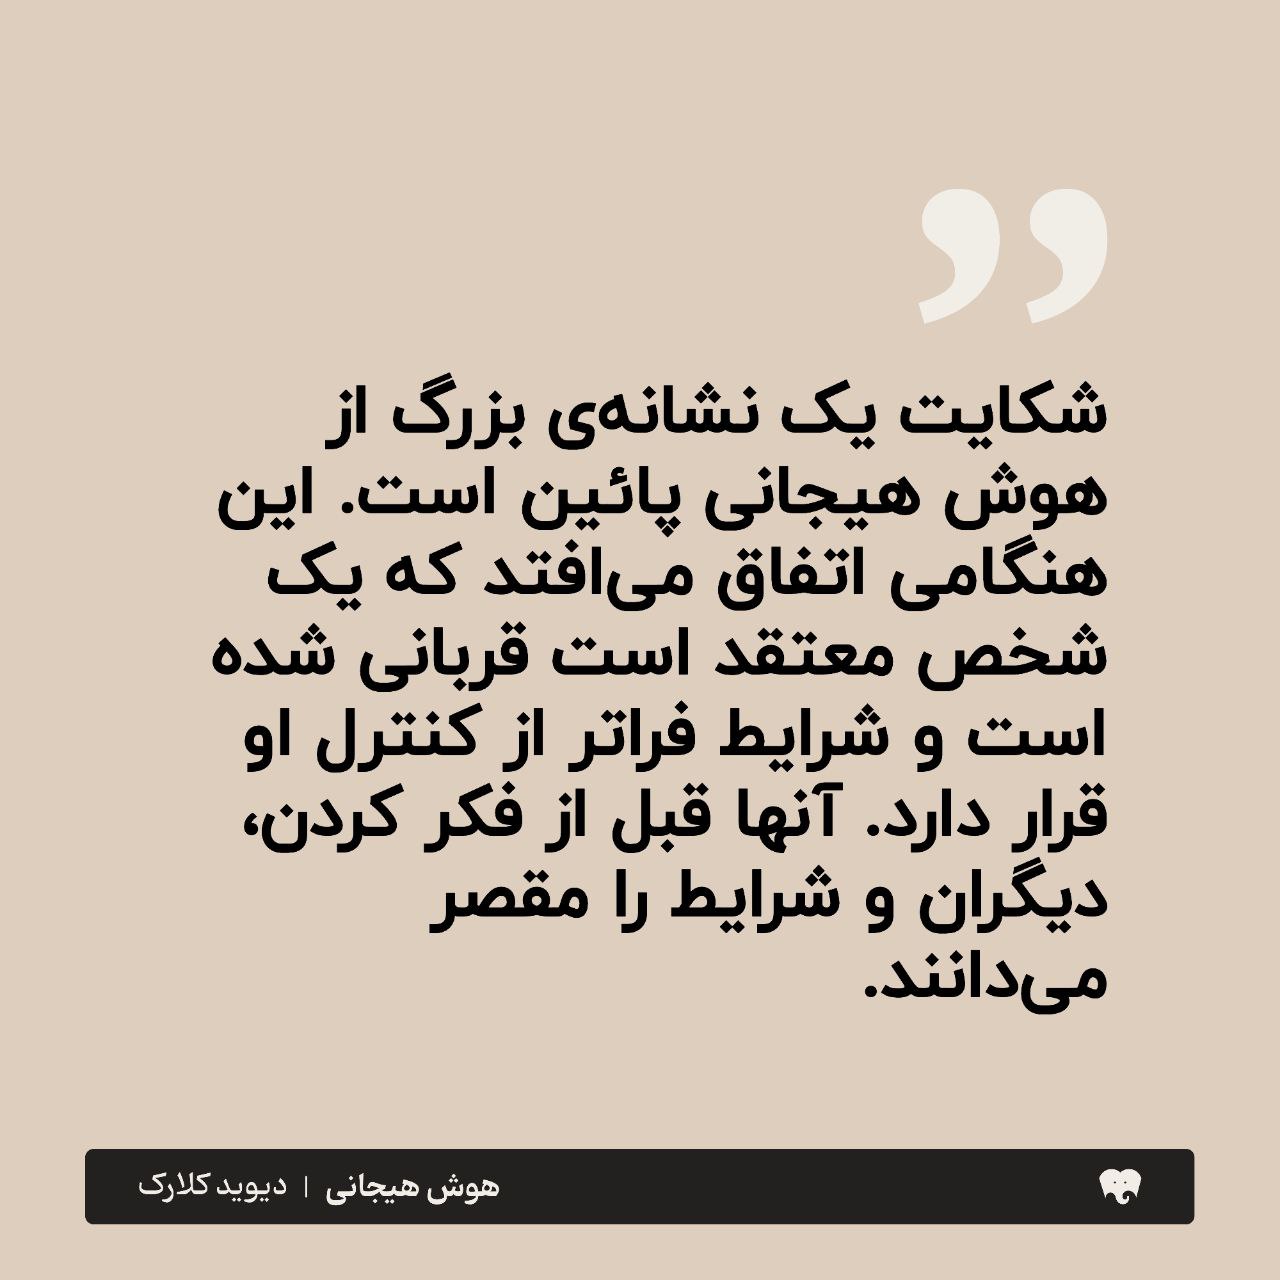 ”
شکایت یک نشانه‌ی بزرگ از
هوش هیجانی پائین است. این
هنگامی اتفاق می‌افتد که یک
شخص معتقد است قربانی شده
است و شرایط فراتر از کنترل او
قرار دارد. آنها قبل از فکر کردن،
دیگران و شرایط را مقصر
می‌دانند.
هوش هیجانی | دیوید کلارک